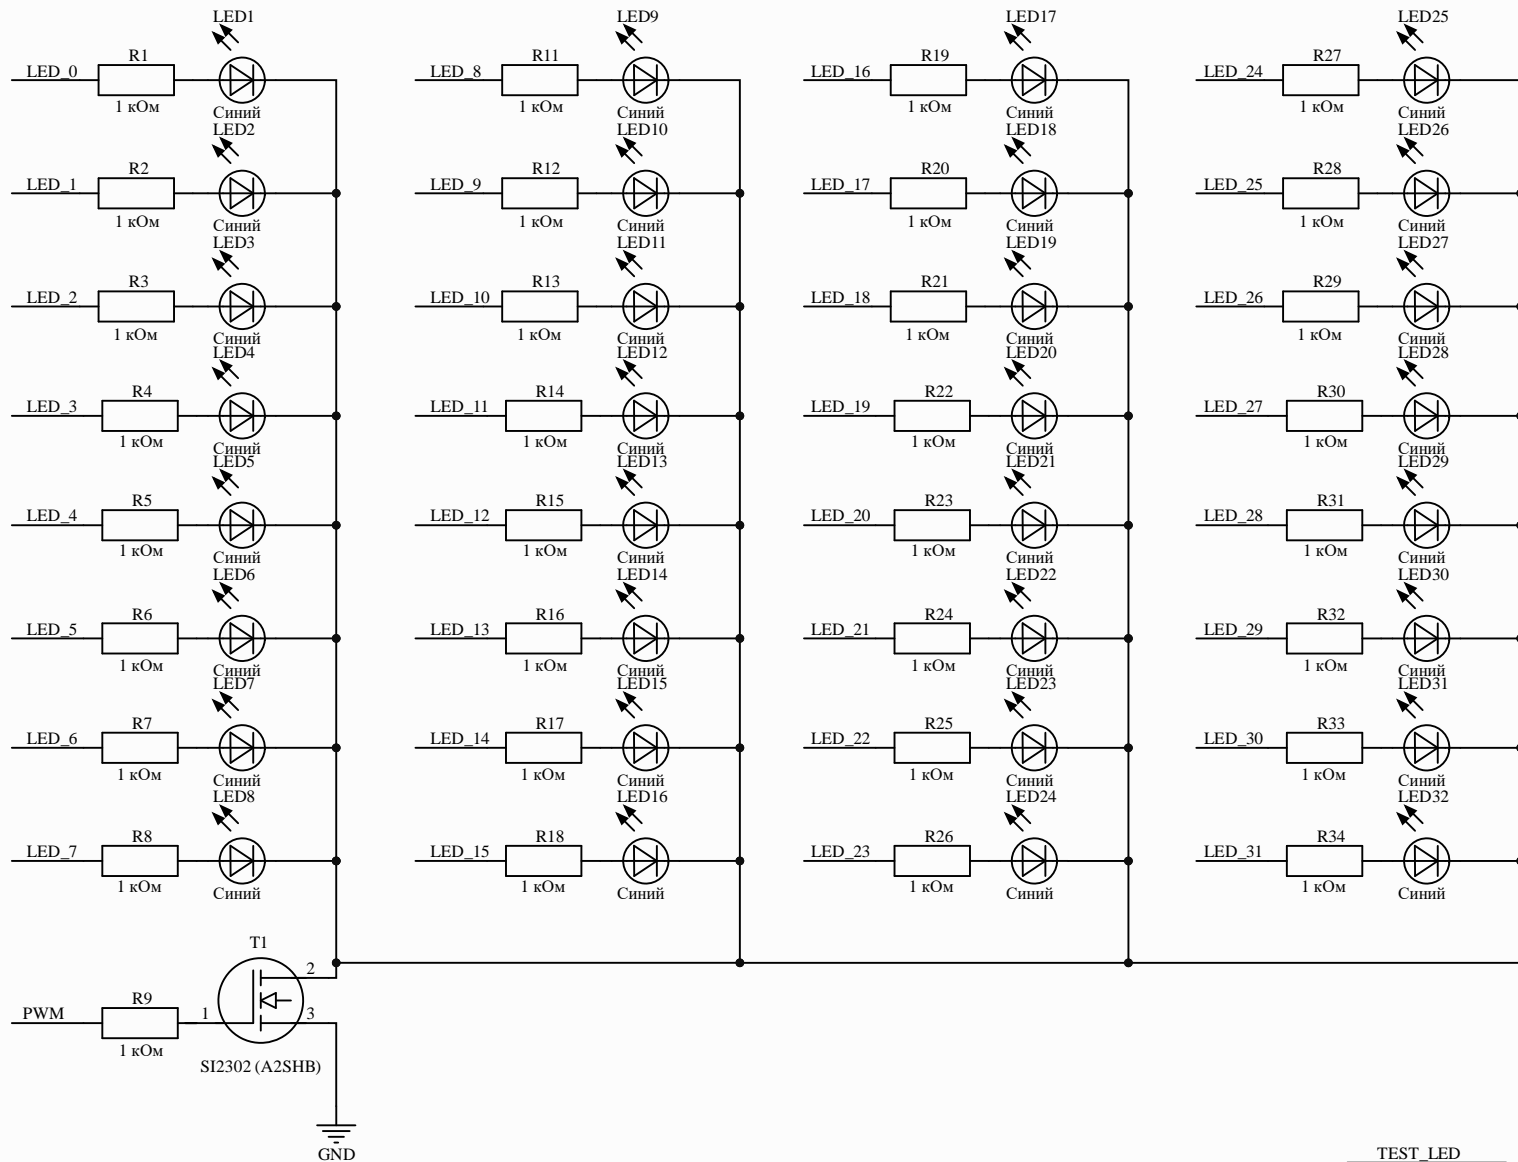 LED1 LED9 LED17 LED25
R1 R11 R19 R27
LED_0 LED_8 LED_16 LED_24
1 кОм 1 кОм 1 кОм 1 кОм
Синий Синий Синий Синий
LED2 LED10 LED18 LED26
R2 R12 R20 R28
LED_1 LED_9 LED_17 LED_25
1 кОм 1 кОм 1 кОм 1 кОм
Синий Синий Синий Синий
LED3 LED11 LED19 LED27
R3 R13 R21 R29
LED_2 LED_10 LED_18 LED_26
1 кОм 1 кОм 1 кОм 1 кОм
Синий Синий Синий Синий
LED4 LED12 LED20 LED28
R4 R14 R22 R30
LED_3 LED_11 LED_19 LED_27
1 кОм 1 кОм 1 кОм 1 кОм
Синий Синий Синий Синий
LED5 LED13 LED21 LED29
R5 R15 R23 R31
LED_4 LED_12 LED_20 LED_28
1 кОм 1 кОм 1 кОм 1 кОм
Синий Синий Синий Синий
LED6 LED14 LED22 LED30
R6 R16 R24 R32
LED_5 LED_13 LED_21 LED_29
1 кОм 1 кОм 1 кОм 1 кОм
Синий Синий Синий Синий
LED7 LED15 LED23 LED31
R7 R17 R25 R33
LED_6 LED_14 LED_22 LED_30
1 кОм 1 кОм 1 кОм 1 кОм
Синий Синий Синий Синий
LED8 LED16 LED24 LED32
R8 R18 R26 R34
LED_7 LED_15 LED_23 LED_31
1 кОм 1 кОм 1 кОм 1 кОм
Синий Синий Синий Синий
T1
2
R9
PWM 1 3
1 кОм
SI2302 (A2SHB)
GND
TEST_LED